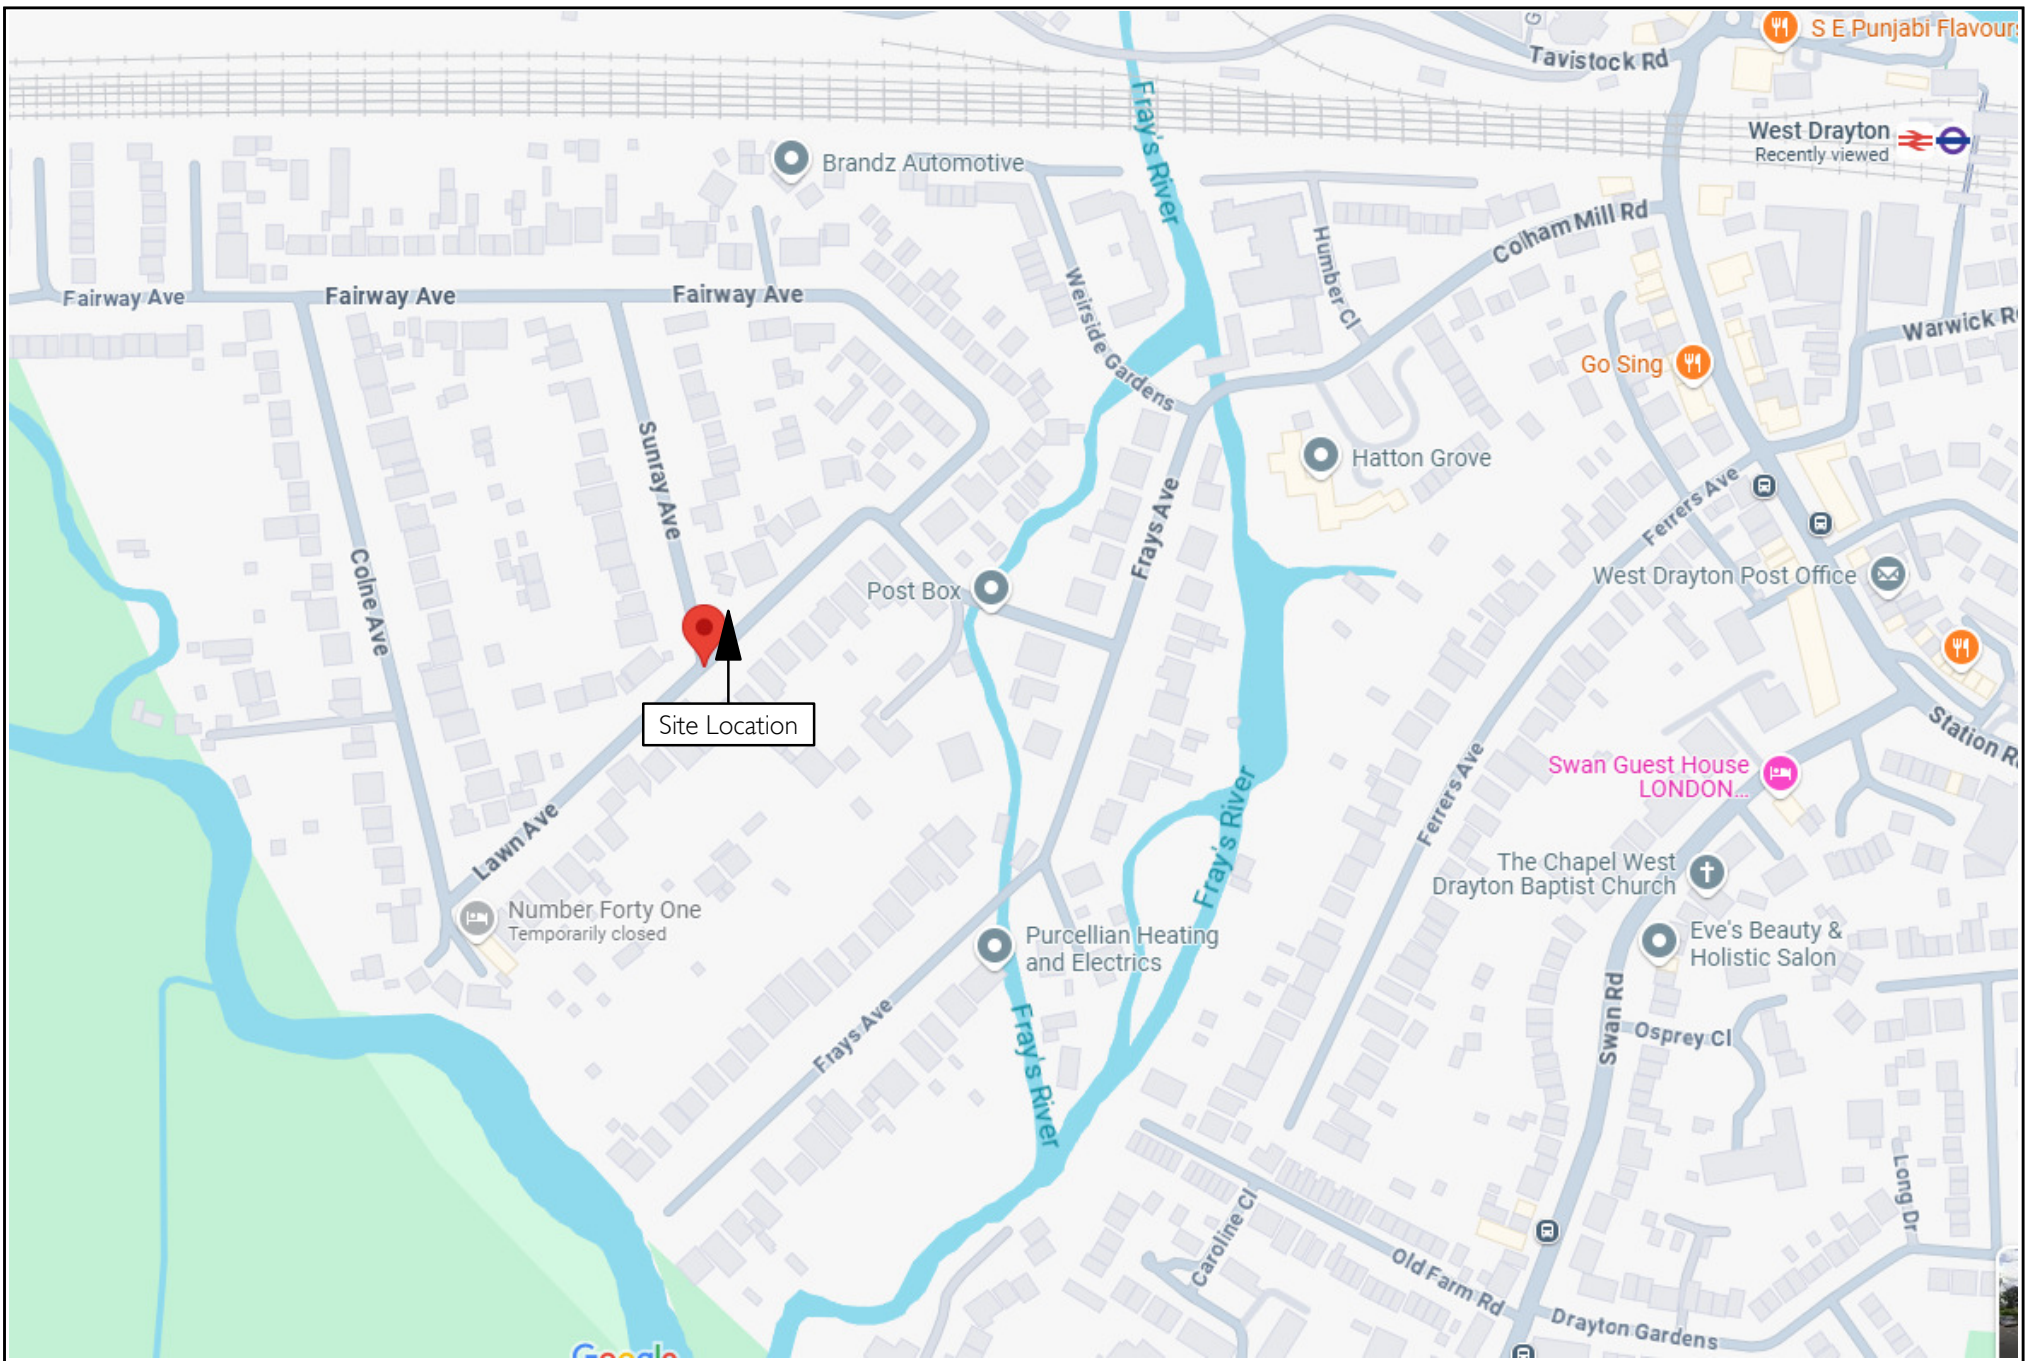 S E Punjabi Flavour
Tavistock Rd
West Drayton
Recently viewed
Fray's River
Brandz Automotive
Colham Mill Rd
Humber Cl
Fairway Ave
Fairway Ave
Fairway Ave
Weirside Gardens
Warwick R
Go Sing
Sunray Ave
Hatton Grove
Frays Ave
Ferrers Ave
Colne Ave
Post Box
West Drayton Post Office
Site Location
Station R
Swan Guest House
LONDON...
Ferrers Ave
Fray's River
Lawn Ave
The Chapel West
Drayton Baptist Church
Number Forty One
Temporarily closed
Purcellian Heating
and Electrics
Eve's Beauty &
Holistic Salon
Frays Ave
Fray's River
Swan Rd
Osprey Cl
Long Dr
Caroline Cl
Old Farm Rd
Drayton Gardens
Google